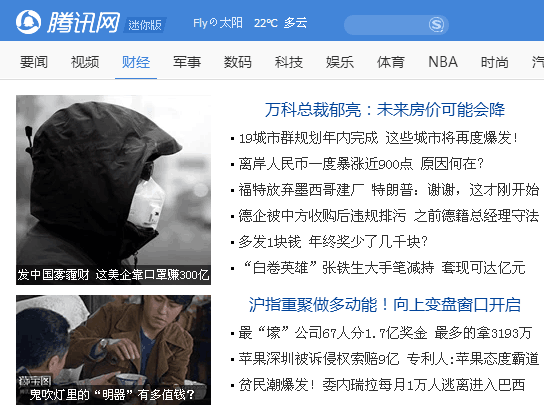 腾讯网 迷你版 Flyの太阳 22℃ 多云
要闻 视频 财经 军事 数码 科技 娱乐 体育 NBA 时尚 汽
万科总裁郁亮：未来房价可能会降
19城市群规划年内完成 这些城市将再度爆发！
离岸人民币一度暴涨近900点 原因何在？
福特放弃墨西哥建厂 特朗普：谢谢，这才刚开始
德企被中方收购后违规排污 之前德籍总经理守法
多发1块钱 年终奖少了几千块？
“白卷英雄”张铁生大手笔减持 套现可达亿元
发中国雾霾财 这美企靠口罩赚300亿
沪指重聚做多动能！向上变盘窗口开启
最“壕”公司67人分1.7亿奖金 最多的拿3193万
苹果深圳被诉侵权索赔9亿 专利人:苹果态度霸道
贫民潮爆发！委内瑞拉每月1万人逃离进入巴西
鬼吹灯里的“明器”有多值钱？